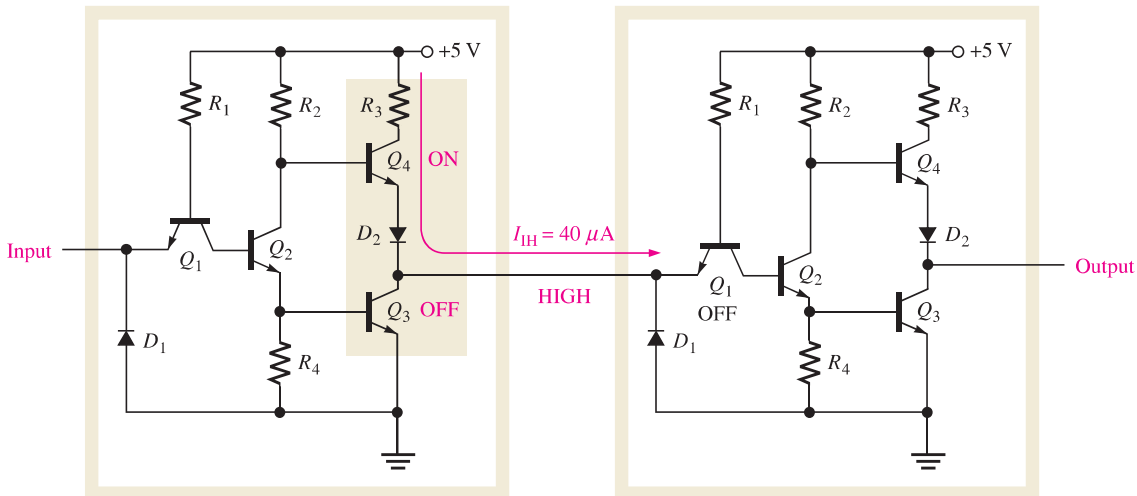 +5 V
R1
R2
R3
Q4
ON
D2
IIH = 40 μA
Input
Q1
Q2
HIGH
Q3
OFF
D1
R4
+5 V
R1
R2
R3
Q4
D2
Output
Q1
OFF
Q2
Q3
D1
R4